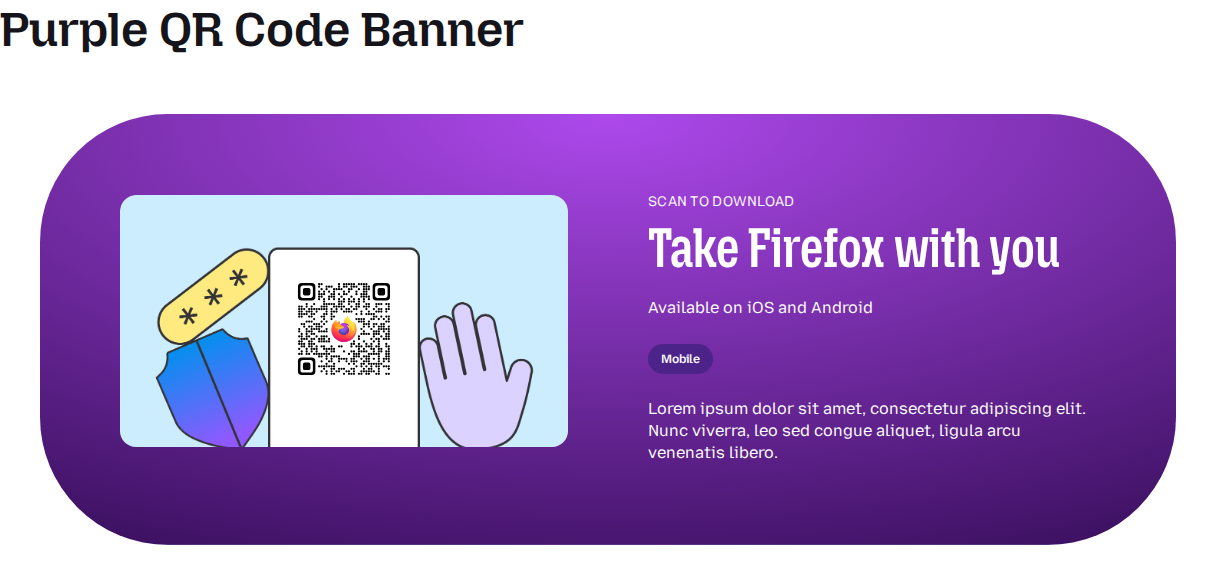 Purple QR Code Banner
SCAN TO DOWNLOAD
Take Firefox with you
Available on iOS and Android
Mobile
Lorem ipsum dolor sit amet, consectetur adipiscing elit.
Nunc viverra, leo sed congue aliquet, ligula arcu
venenatis libero.
* * *